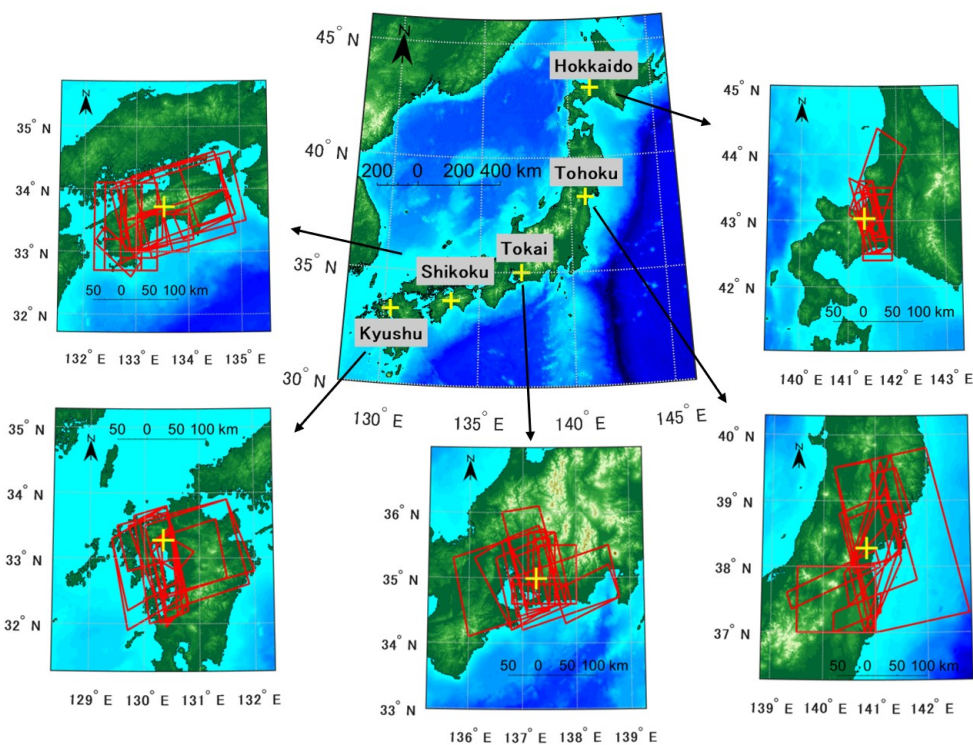 45° N
40° N
35° N
30° N
130° E
135° E
140° E
145° E
N
Hokkaido
200 0 200 400 km
Tohoku
Tokai
Shikoku
Kyushu
N
35° N
34° N
33° N
32° N
50 0 50 100 km
132° E 133° E 134° E 135° E
N
45° N
44° N
43° N
42° N
50 0 50 100 km
140° E 141° E 142° E 143° E
35° N
34° N
33° N
32° N
50 0 50 100 km
N
129° E 130° E 131° E 132° E
N
36° N
35° N
34° N
33° N
50 0 50 100 km
136° E 137° E 138° E 139° E
40° N
39° N
38° N
37° N
N
50 0 50 100 km
139° E 140° E 141° E 142° E